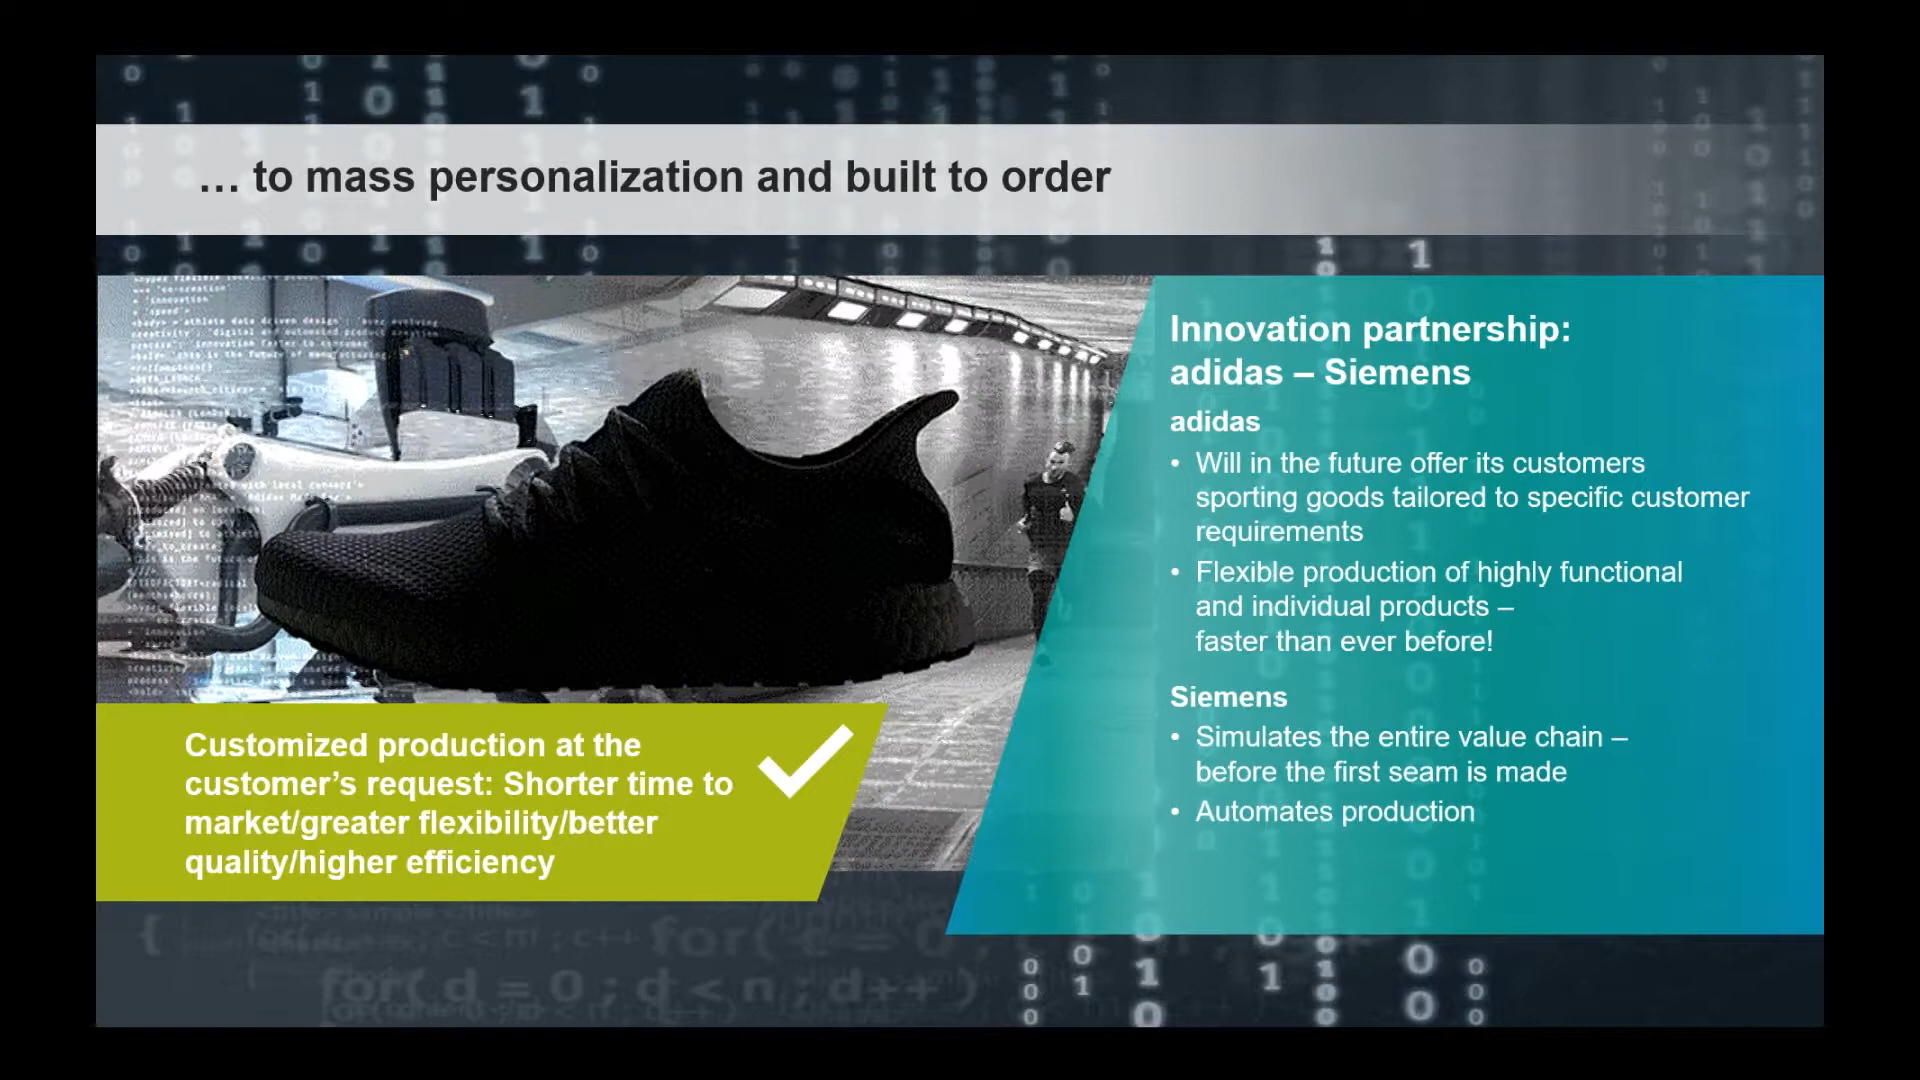 … to mass personalization and built to order
Innovation partnership:
adidas – Siemens
adidas
• Will in the future offer its customers
sporting goods tailored to specific customer
requirements
• Flexible production of highly functional
and individual products –
faster than ever before!
Siemens
• Simulates the entire value chain –
before the first seam is made
• Automates production
Customized production at the
customer’s request: Shorter time to
market/greater flexibility/better
quality/higher efficiency
for(d = 0 ; d < n ; d++)